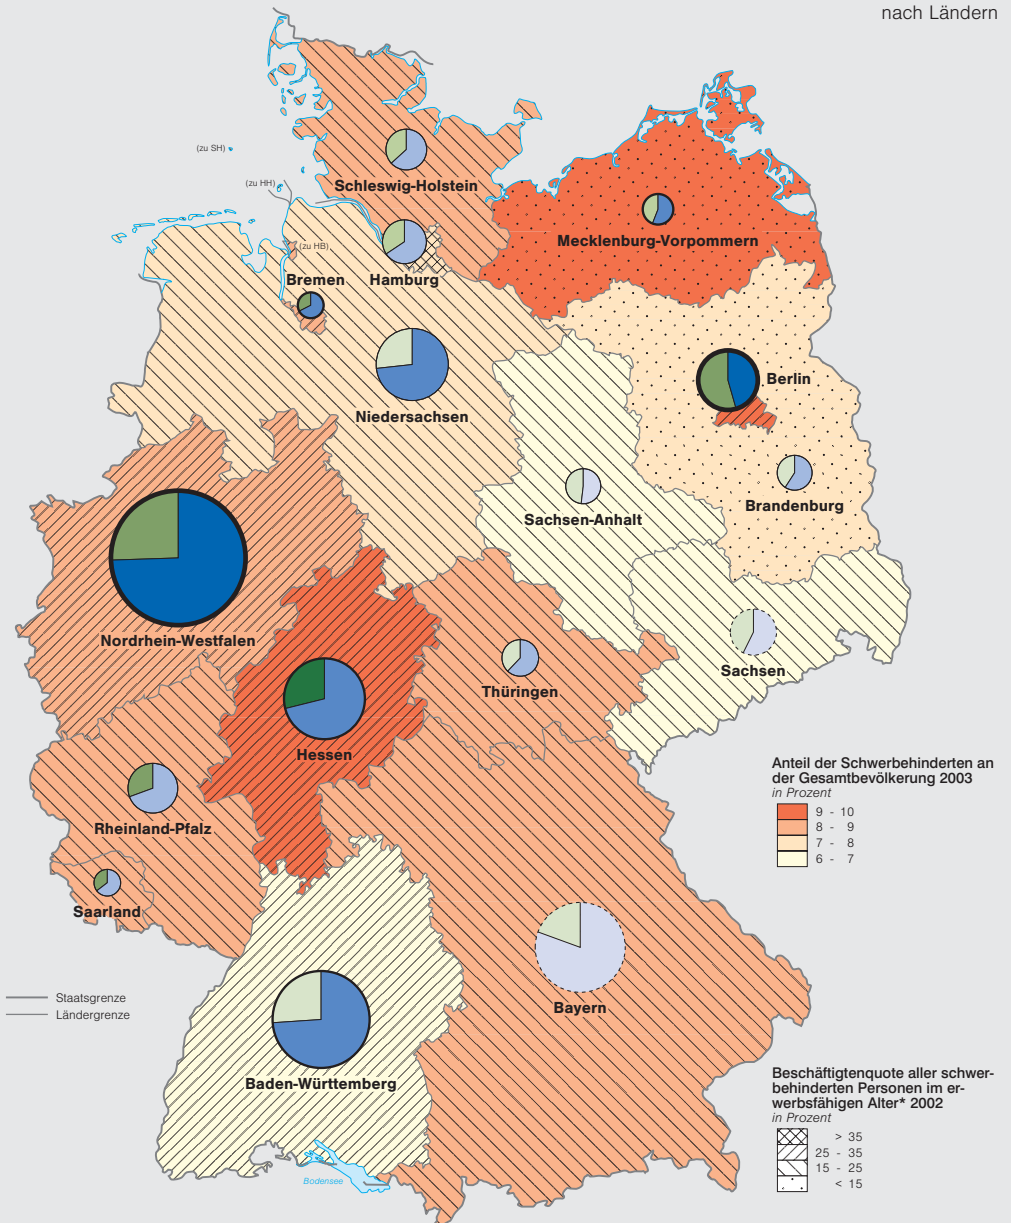 nach Ländern
(zu SH)
Schleswig-Holstein
(zu HH)
Mecklenburg-Vorpommern
(zu HB)
Bremen
Hamburg
Berlin
Niedersachsen
Brandenburg
Sachsen-Anhalt
Nordrhein-Westfalen
Sachsen
Thüringen
Hessen
Anteil der Schwerbehinderten an
der Gesamtbevölkerung 2003
in Prozent
9 - 10
8 - 9
7 - 8
6 - 7
Rheinland-Pfalz
Saarland
Staatsgrenze
Ländergrenze
Bayern
Baden-Württemberg
Beschäftigtenquote aller schwer-
behinderten Personen im er-
werbsfähigen Alter* 2002
in Prozent
> 35
25 - 35
15 - 25
< 15
Bodensee